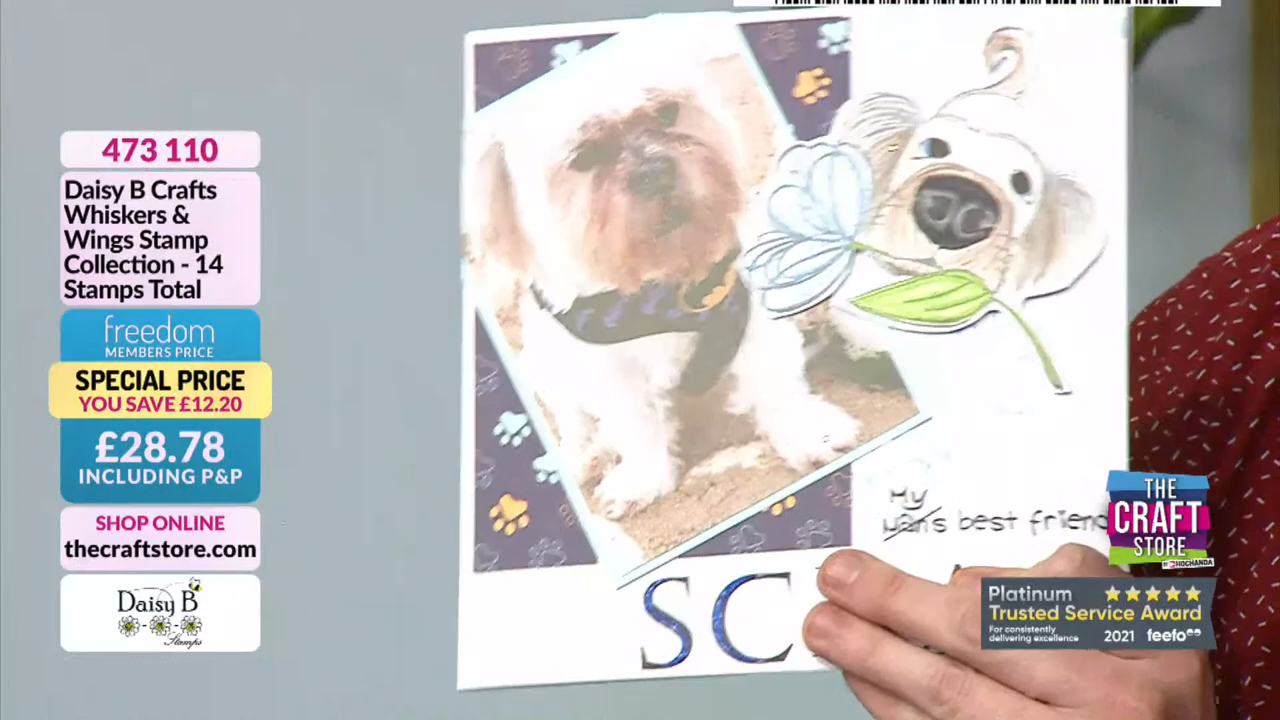 473 110
Daisy B Crafts
Whiskers &
Wings Stamp
Collection - 14
Stamps Total
freedom
MEMBERS PRICE
SPECIAL PRICE
YOU SAVE £12.20
£28.78
INCLUDING P&P
SHOP ONLINE
thecraftstore.com
Daisy B
Stamps
My
Man's best friend
SC
THE
CRAFT
STORE
BY HOCHANDA
Platinum
Trusted Service Award
For consistently
delivering excellence
2021 feefo